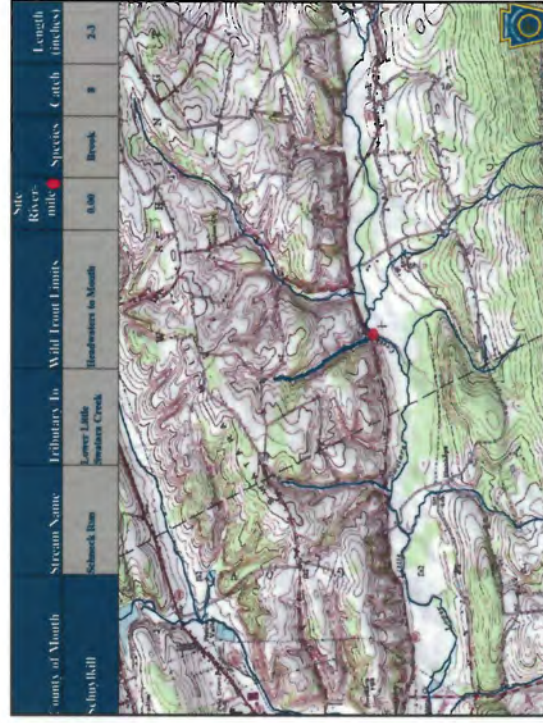 County of Mouth
Stream Name
Tributary To
Wild Trout Limits
Site River-mile
Species
Catch
Length (inches)
Schuylkill
Schmeck Run
Lower Little Swatara Creek
Headwaters to Mouth
0.00
Brook
8
2-3